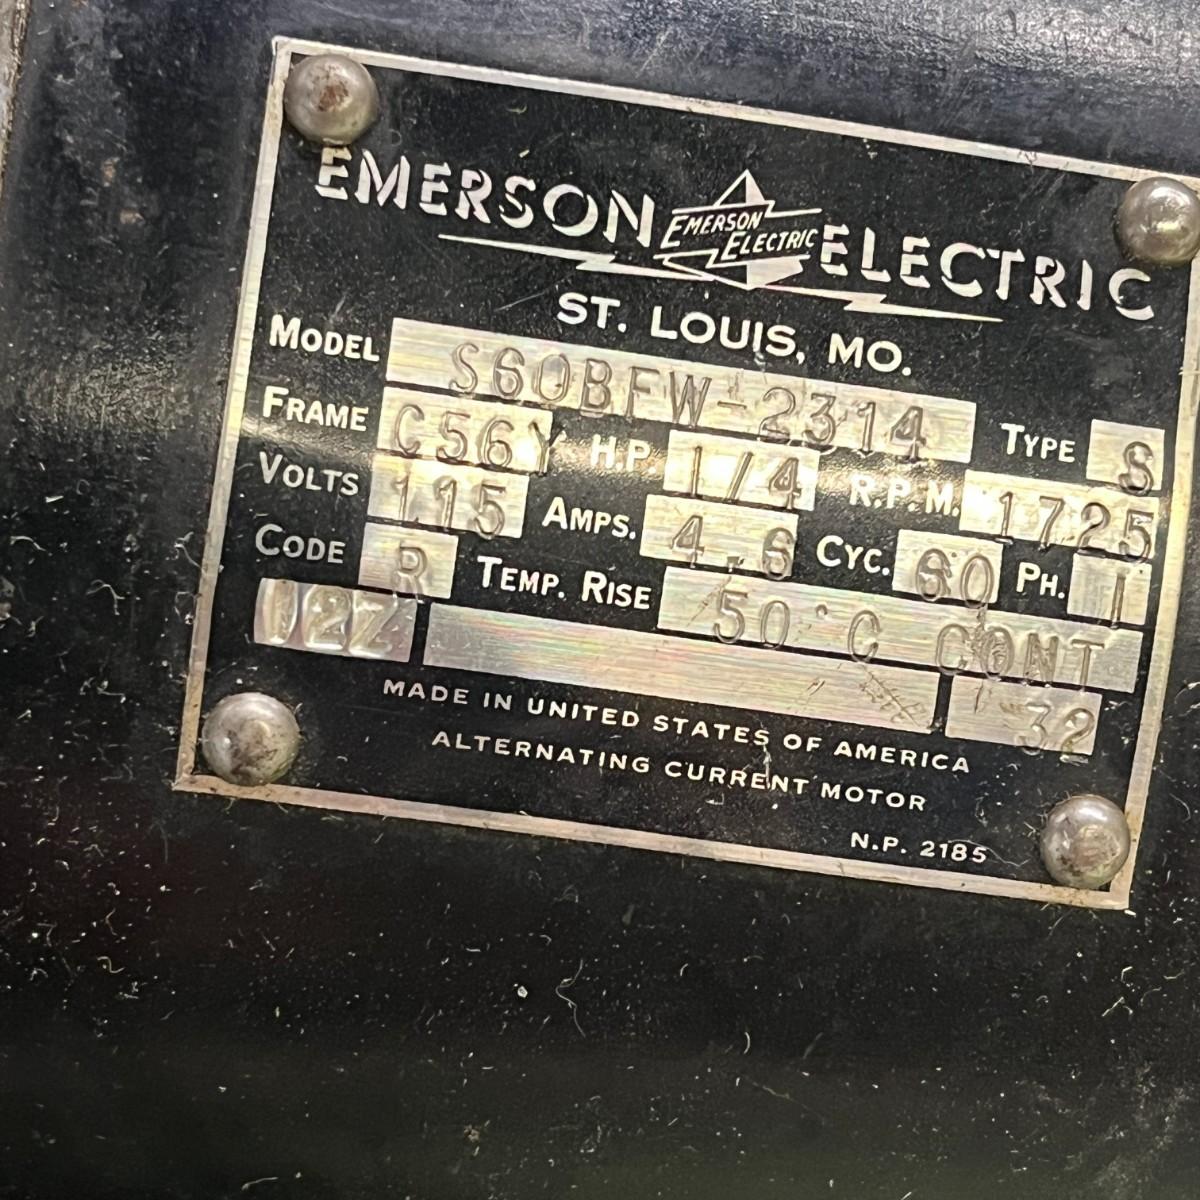 EMERSON EMERSON ELECTRIC ELECTRIC
ST. LOUIS, MO.
MODEL S60BFW-2314 TYPE S
FRAME C56Y H.P. 1/4 R.P.M. 1725
VOLTS 115 AMPS. 4.6 CYC. 60 PH. 1
CODE R TEMP. RISE 50°C CONT
32
MADE IN UNITED STATES OF AMERICA
ALTERNATING CURRENT MOTOR
N.P. 2185